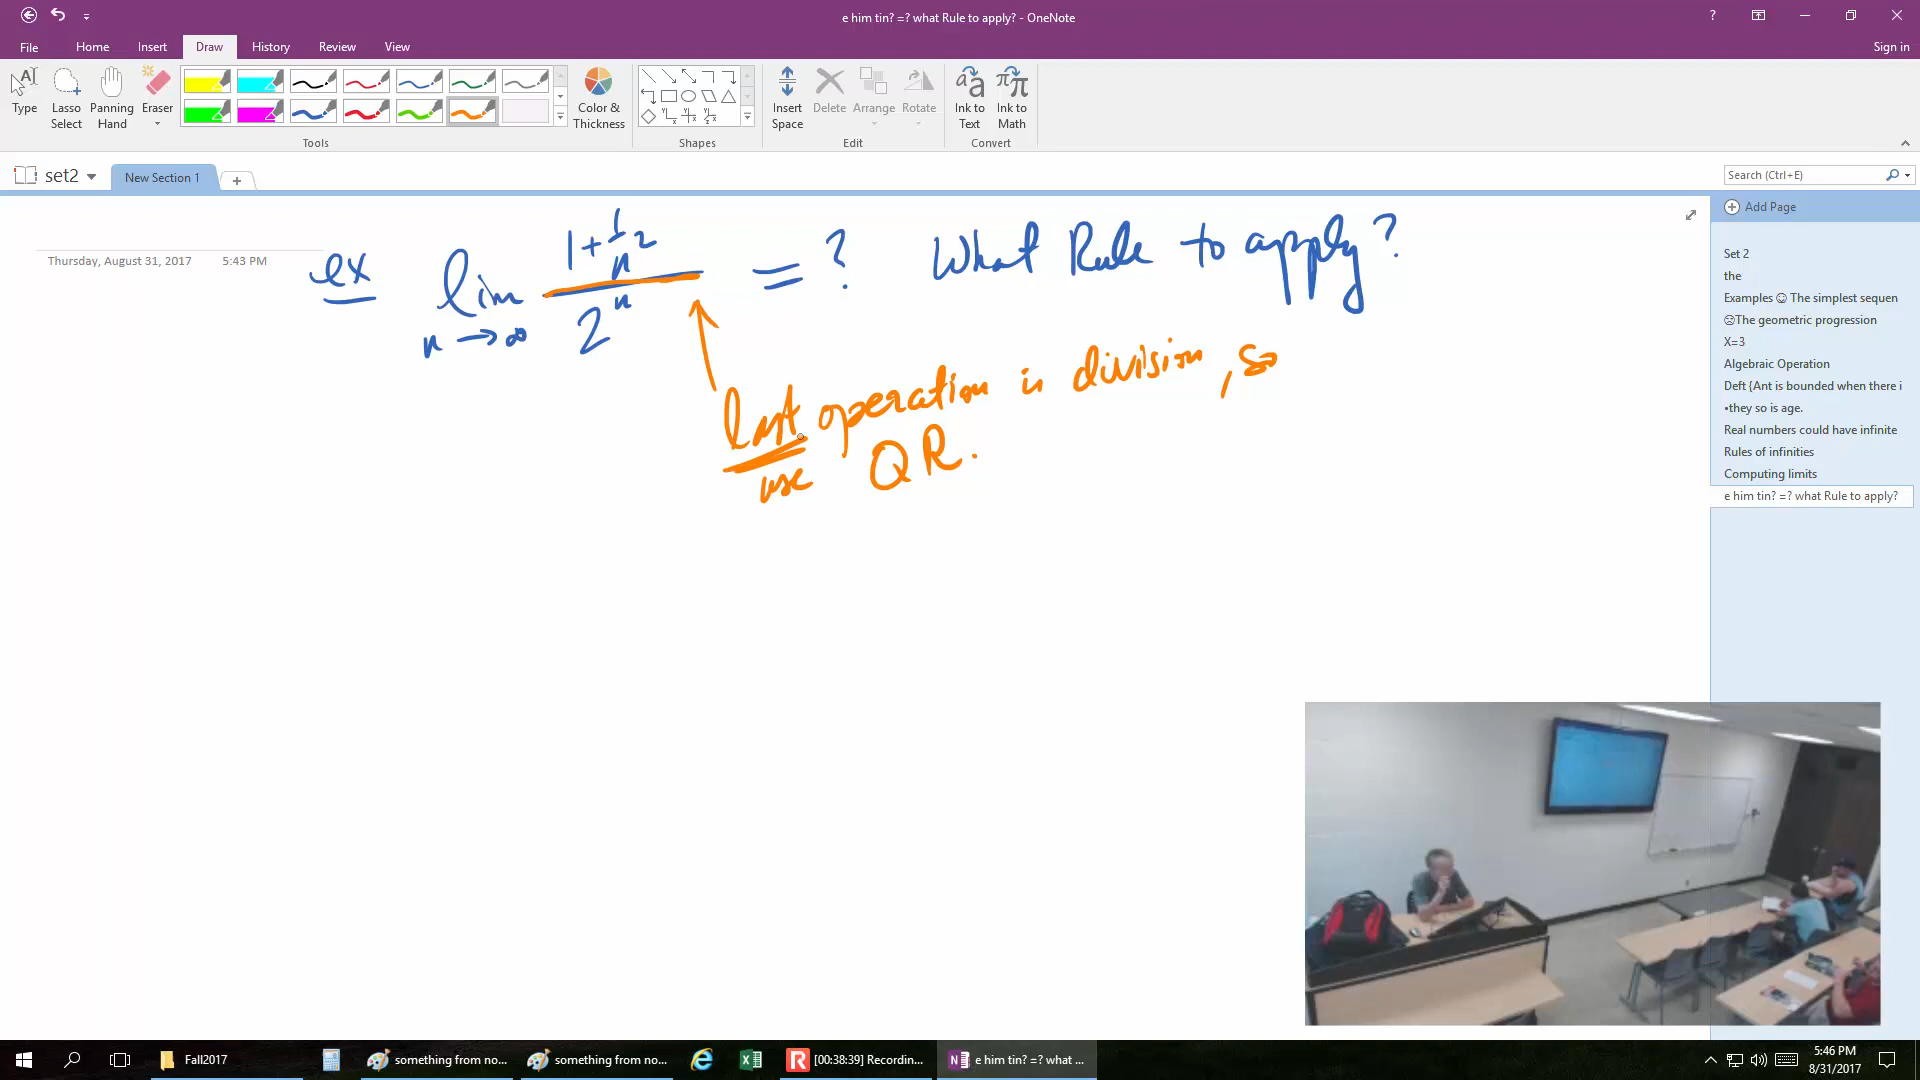 e him tin? =? what Rule to apply? - OneNote
?
File Home Insert Draw History Review View
Sign in
Type
Lasso Select
Panning Hand
Eraser
Color & Thickness
Insert Space
Delete
Arrange
Rotate
Ink to Text
Ink to Math
Tools Shapes Edit Convert
set2
New Section 1
Search (Ctrl+E)
Add Page
Thursday, August 31, 2017 5:43 PM
ex lim n→∞ (1+1/n²)/(2ⁿ) = ? What Rule to apply?
last operation is division, so
use QR.
Set 2
the
Examples ☺ The simplest sequen
☹The geometric progression
X=3
Algebraic Operation
Deft {Ant is bounded when there i
•they so is age.
Real numbers could have infinite
Rules of infinities
Computing limits
e him tin? =? what Rule to apply?
Fall2017
something from no...
something from no...
[00:38:39] Recordin...
e him tin? =? what ...
5:46 PM
8/31/2017